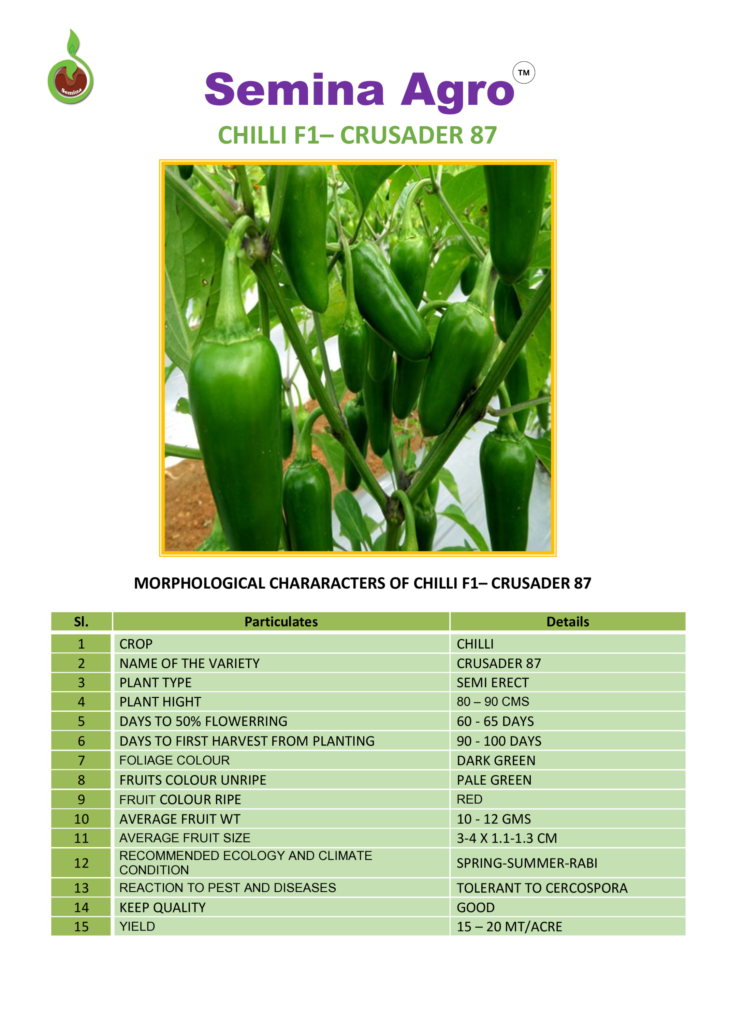 Semina
Semina Agro TM
CHILLI F1– CRUSADER 87
MORPHOLOGICAL CHARARACTERS OF CHILLI F1– CRUSADER 87
Sl. Particulates Details
1 CROP CHILLI
2 NAME OF THE VARIETY CRUSADER 87
3 PLANT TYPE SEMI ERECT
4 PLANT HIGHT 80 – 90 CMS
5 DAYS TO 50% FLOWERRING 60 - 65 DAYS
6 DAYS TO FIRST HARVEST FROM PLANTING 90 - 100 DAYS
7 FOLIAGE COLOUR DARK GREEN
8 FRUITS COLOUR UNRIPE PALE GREEN
9 FRUIT COLOUR RIPE RED
10 AVERAGE FRUIT WT 10 - 12 GMS
11 AVERAGE FRUIT SIZE 3-4 X 1.1-1.3 CM
12 RECOMMENDED ECOLOGY AND CLIMATE
CONDITION SPRING-SUMMER-RABI
13 REACTION TO PEST AND DISEASES TOLERANT TO CERCOSPORA
14 KEEP QUALITY GOOD
15 YIELD 15 – 20 MT/ACRE